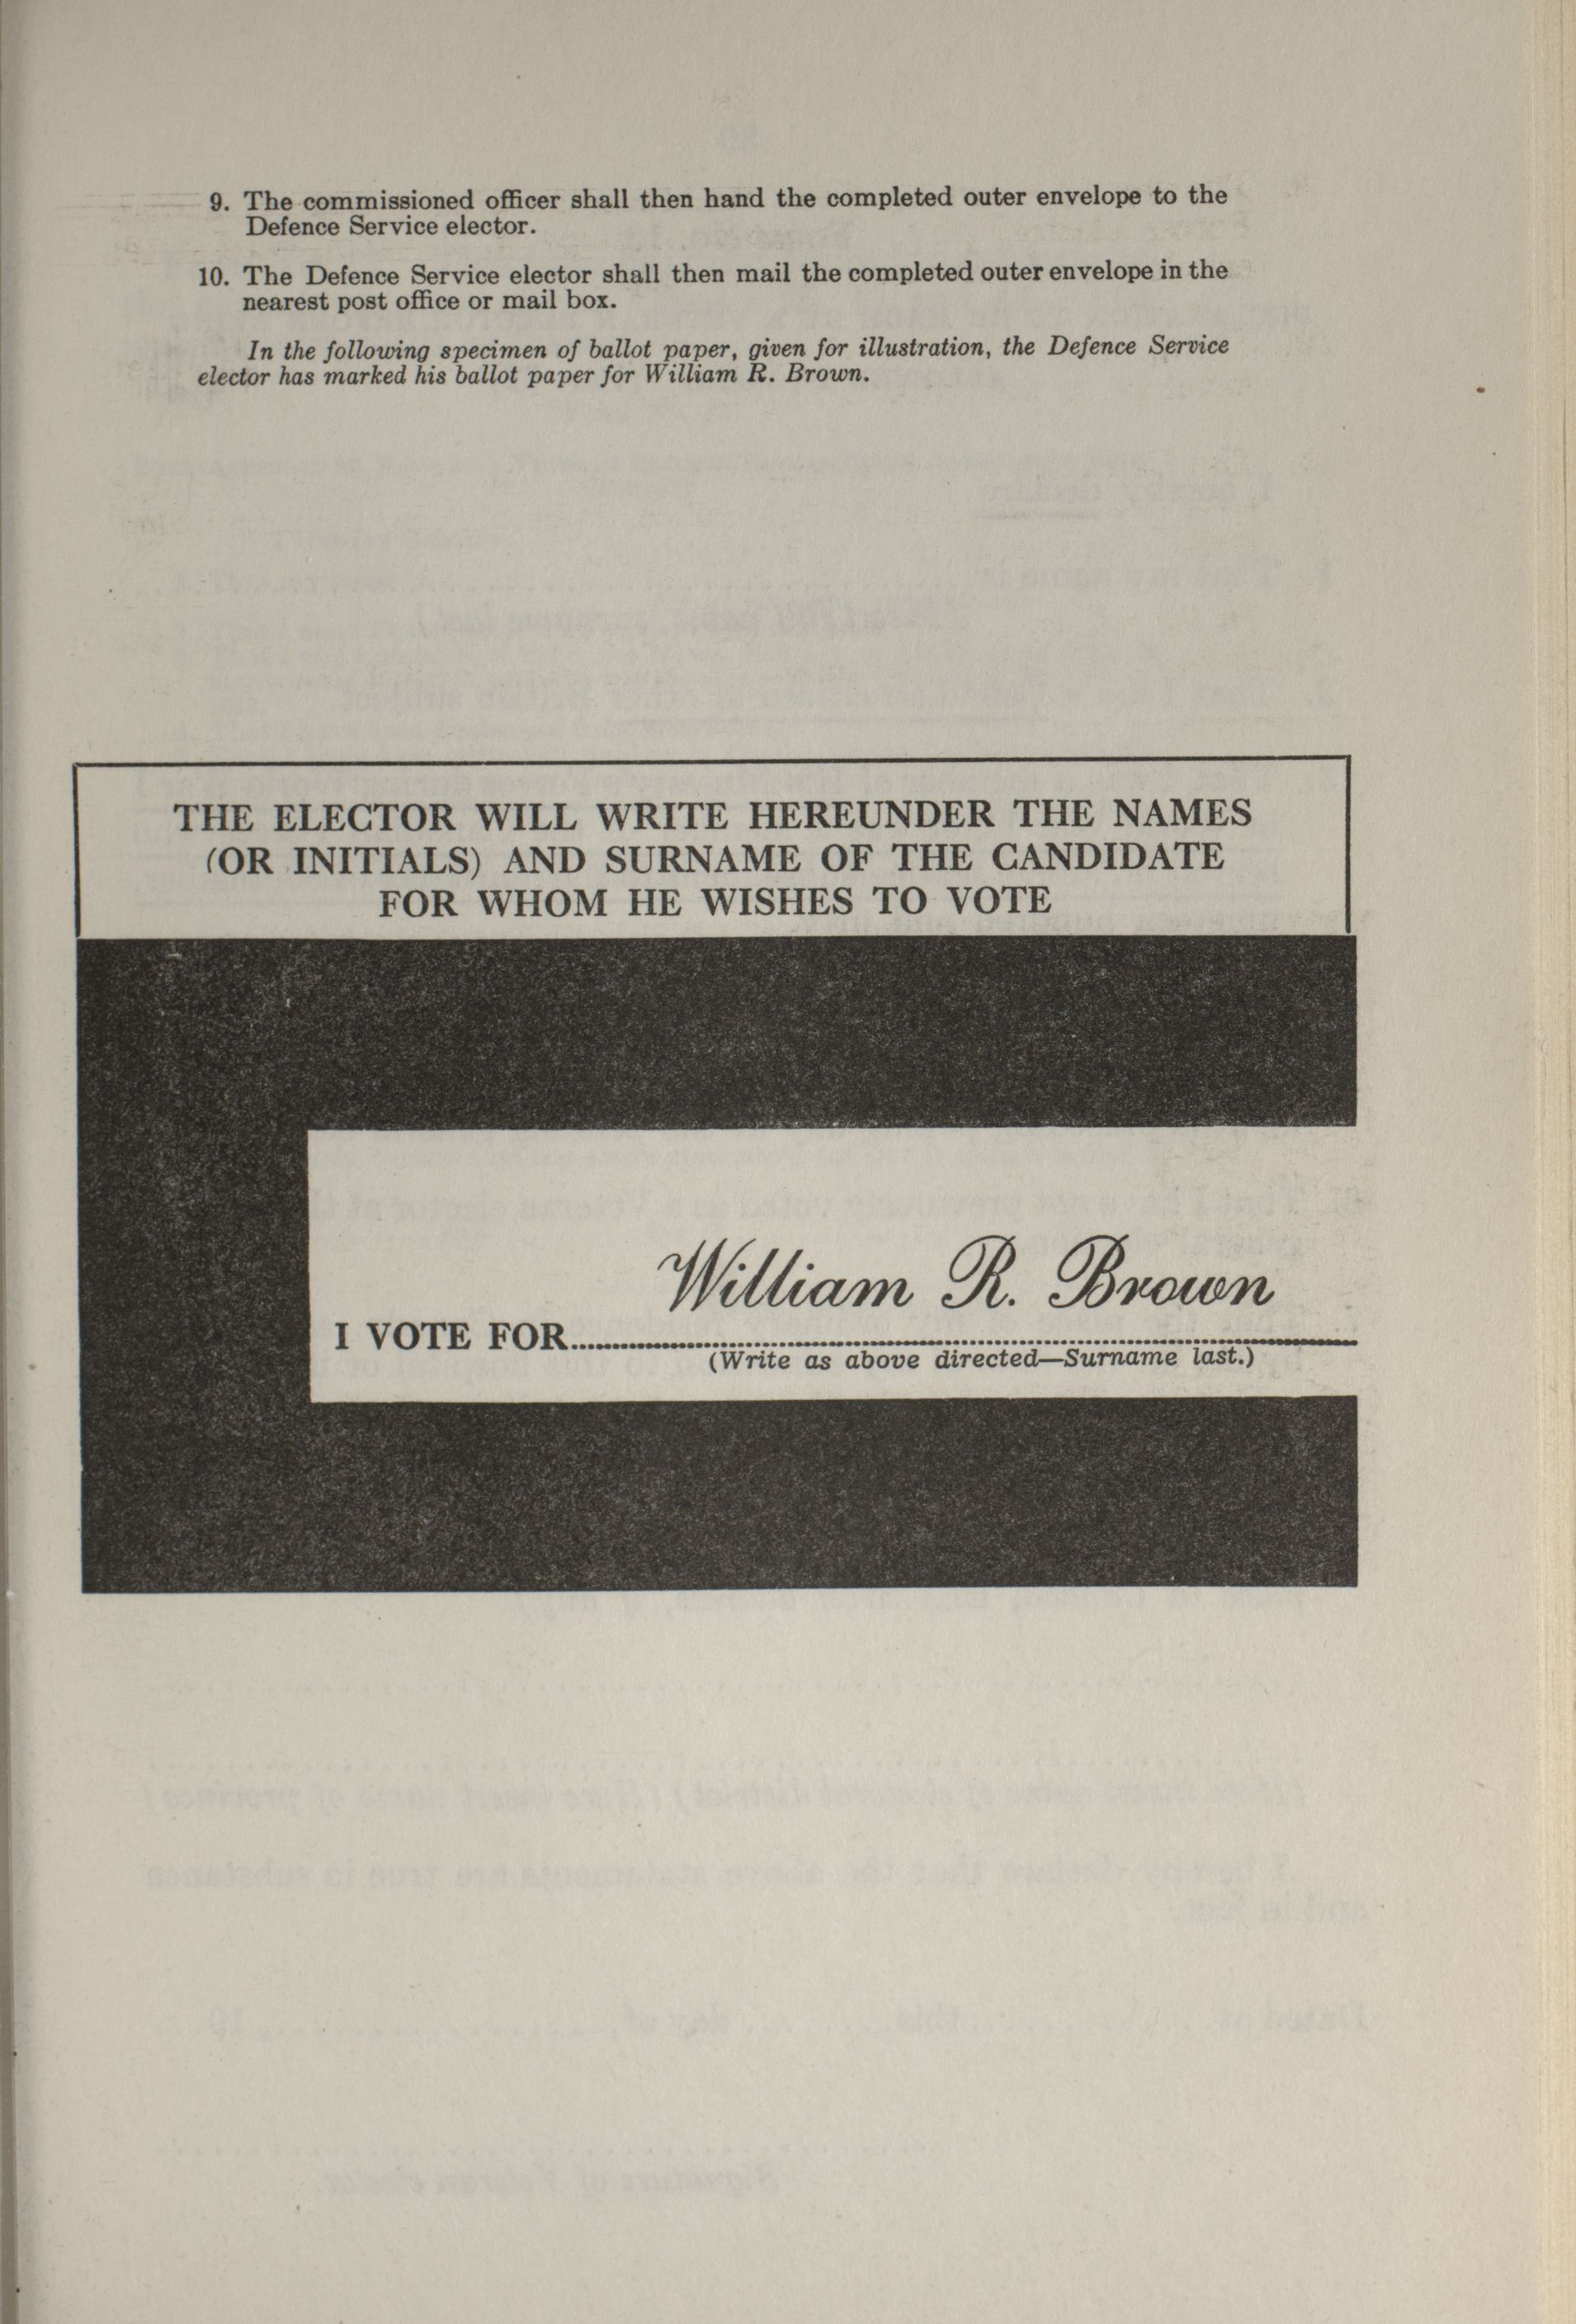 9. The commissioned officer shall then hand the completed outer envelope to the
Defence Service elector.
10. The Defence Service elector shall then mail the completed outer envelope in the
nearest post office or mail box.
In the following specimen of ballot paper, given for illustration, the Defence Service
elector has marked his ballot paper for William R. Brown.
THE ELECTOR WILL WRITE HEREUNDER THE NAMES
(OR INITIALS) AND SURNAME OF THE CANDIDATE
FOR WHOM HE WISHES TO VOTE
William R. Brown
I VOTE FOR
(Write as above directed—Surname last.)